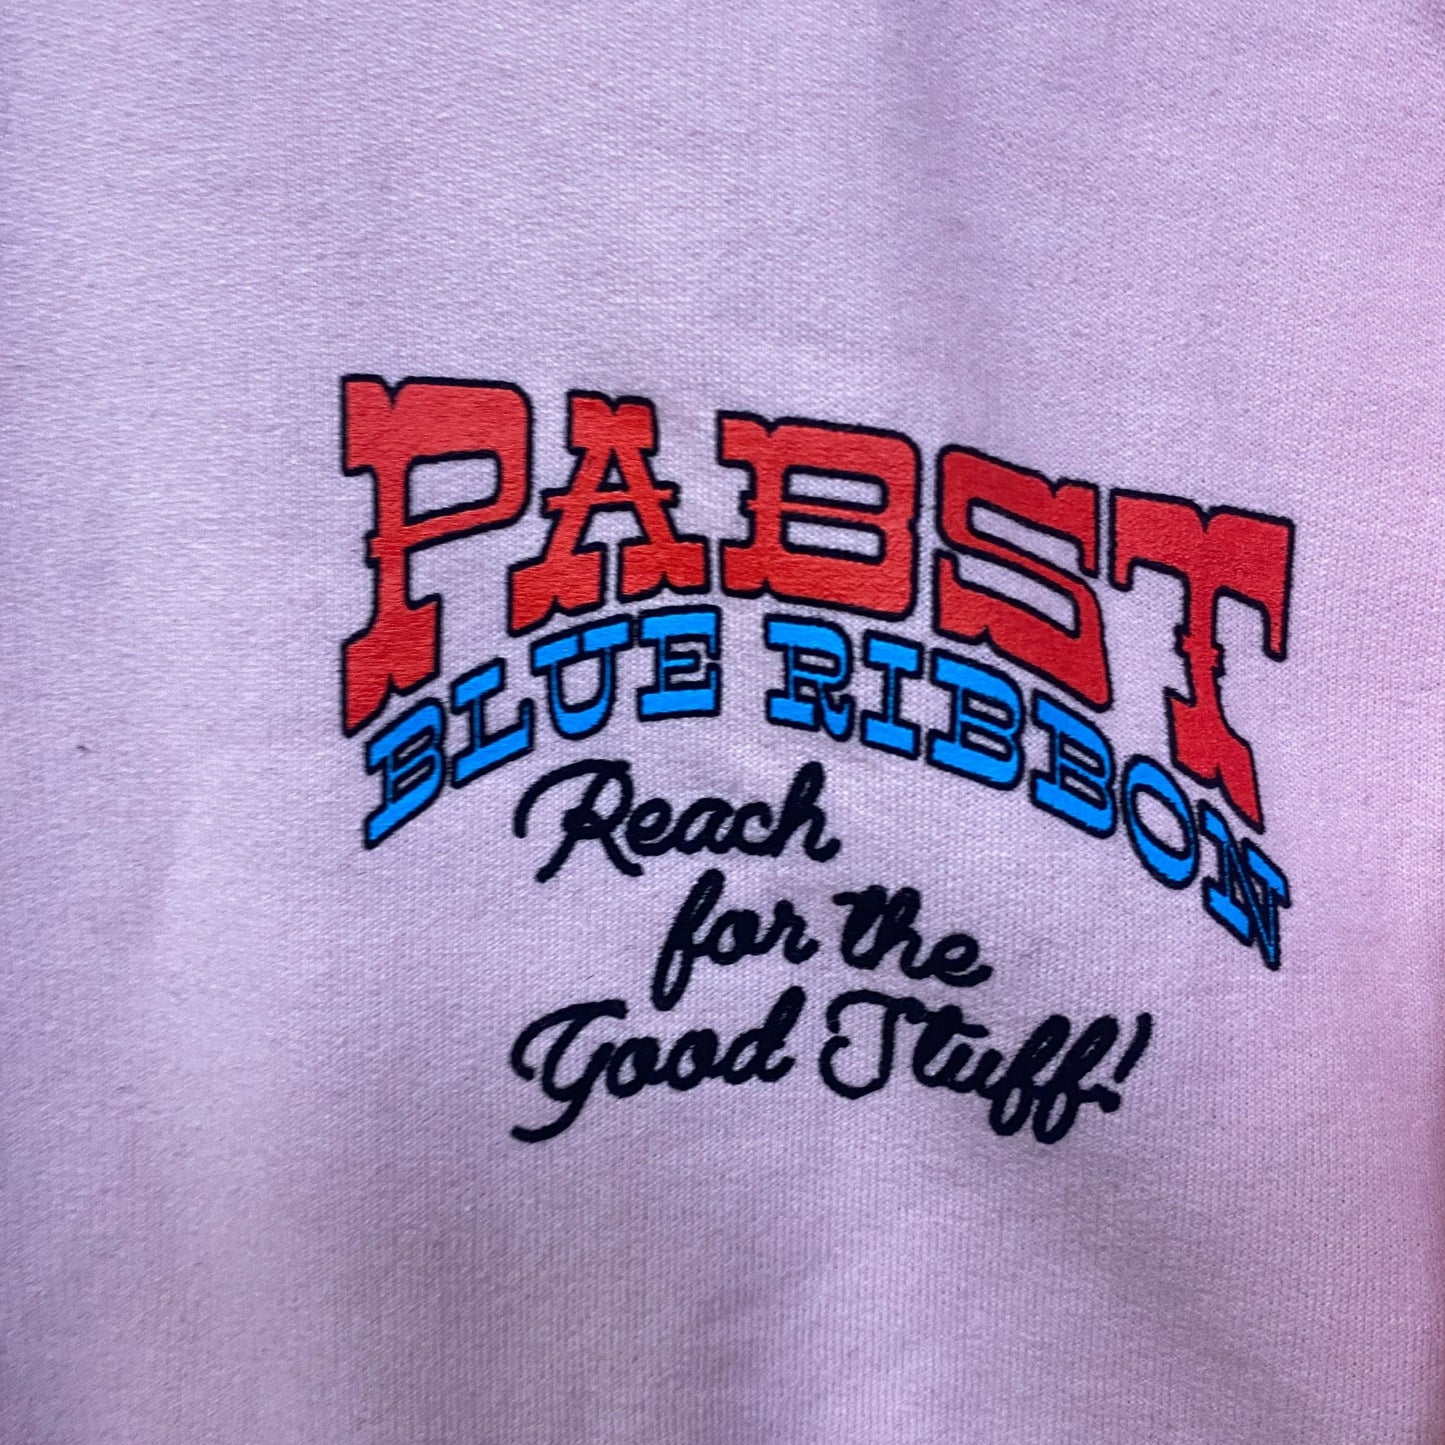 PABST
BLUE RIBBON
Reach
for the
Good Stuff!